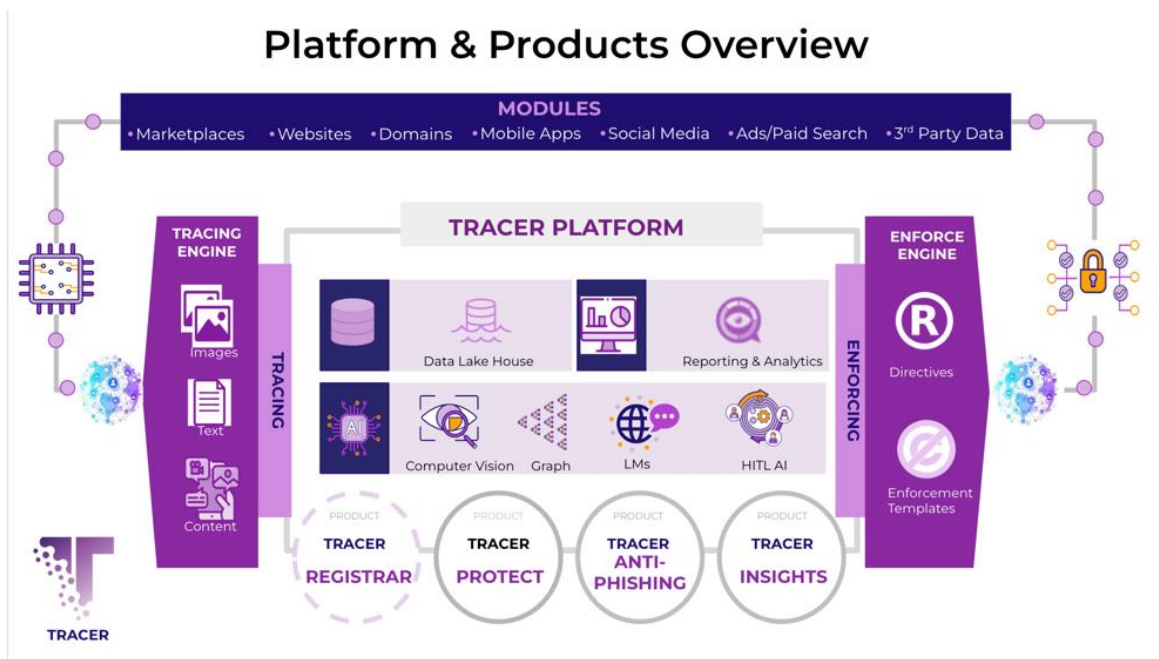 Platform & Products Overview
MODULES
• Marketplaces • Websites • Domains • Mobile Apps • Social Media • Ads/Paid Search • 3rd Party Data
TRACING
ENGINE
Images
Text
Content
TRACING
TRACER PLATFORM
Data Lake House
Reporting & Analytics
AI
Computer Vision
Graph
LMs
HITL AI
PRODUCT
TRACER
REGISTRAR
PRODUCT
TRACER
PROTECT
PRODUCT
TRACER
ANTI-
PHISHING
PRODUCT
TRACER
INSIGHTS
ENFORCING
ENFORCE
ENGINE
R
Directives
Enforcement
Templates
TRACER